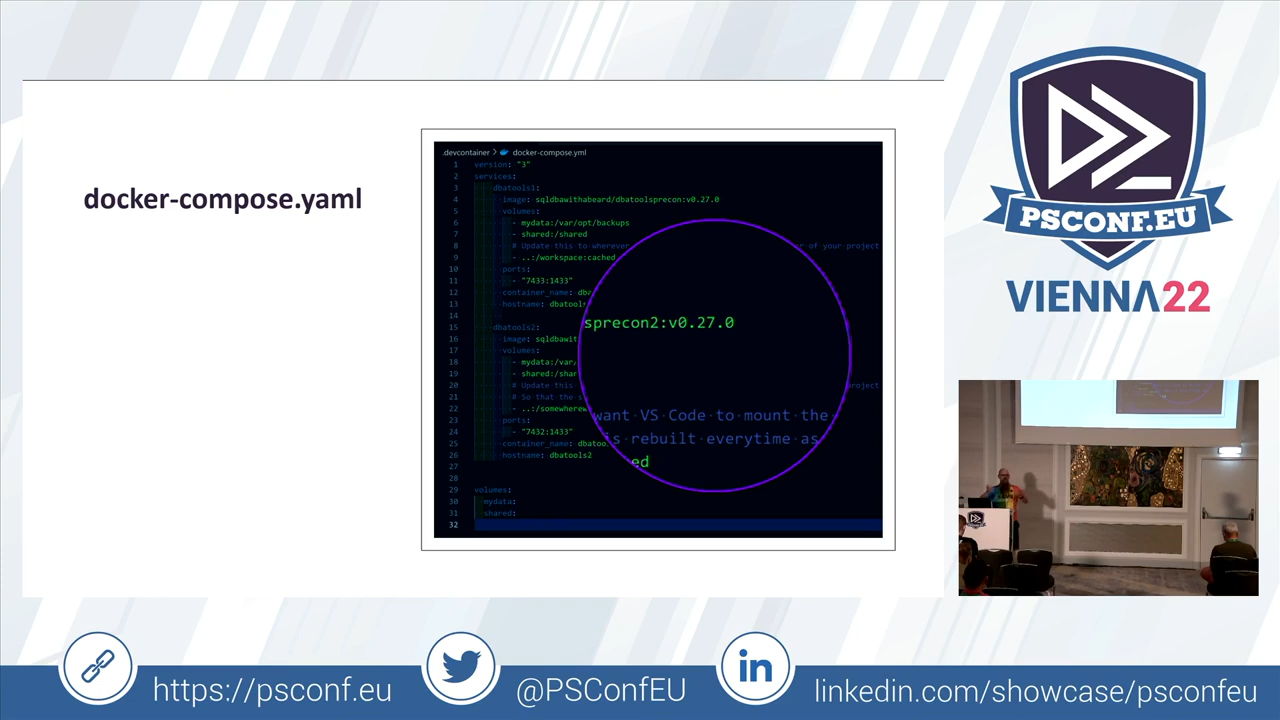 docker-compose.yaml
.devcontainer > docker-compose.yml
1 version: "3"
2 services:
3 dbatools1:
4 image: sqldbawithabeard/dbatoolsprecon:v0.27.0
5 volumes:
6 - mydata:/var/opt/backups
7 - shared:/shared
8 # Update this to wherever of your project
9 - ..:/workspace:cached
10 ports:
11 - "7433:1433"
12 container_name: dba
13 hostname: dbatools
14
15 dbatools2:
16 image: sqldbawit
17 volumes:
18 - mydata:/var/
19 - shared:/shar
20 # Update this project
21 # So that the s
22 - ..:/somewherew
23 ports:
24 - "7432:1433"
25 container_name: dbatoo
26 hostname: dbatools2
27
28
29 volumes:
30 mydata:
31 shared:
32
sprecon2:v0.27.0
want VS Code to mount the
is rebuilt everytime as
ed
PSCONF.EU
VIENNA22
https://psconf.eu
@PSConfEU
linkedin.com/showcase/psconfeu